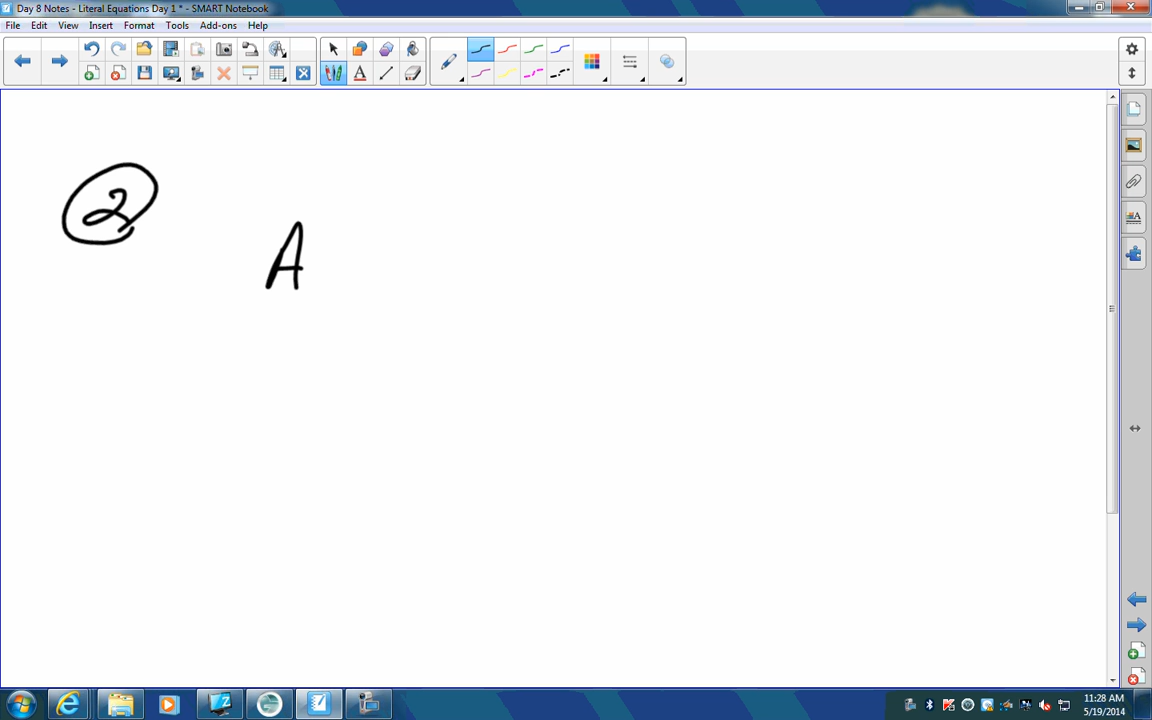 Day 8 Notes - Literal Equations Day 1 * - SMART Notebook
File Edit View Insert Format Tools Add-ons Help
2
A
11:28 AM
5/19/2014